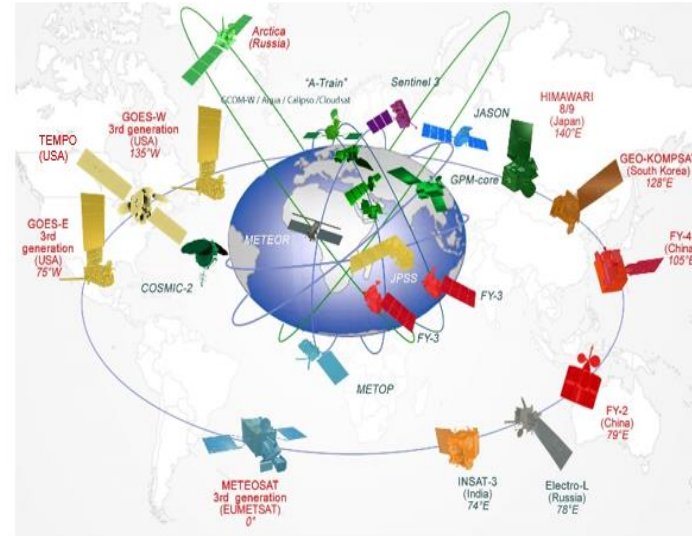 Arctica
(Russia)
"A-Train"
GCOM-W / Aqua / Calipso /Cloudsat
Sentinel 3
JASON
HIMAWARI
8/9
(Japan)
140°E
GOES-W
3rd generation
(USA)
135°W
TEMPO
(USA)
GEO-KOMPSAT
(South Korea)
128°E
GPM-core
GOES-E
3rd
generation
(USA)
75°W
FY-4
(China)
105°E
METEOR
COSMIC-2
JPSS
FY-3
FY-3
METOP
FY-2
(China)
79°E
METEOSAT
3rd generation
(EUMETSAT)
0°
INSAT-3
(India)
74°E
Electro-L
(Russia)
78°E